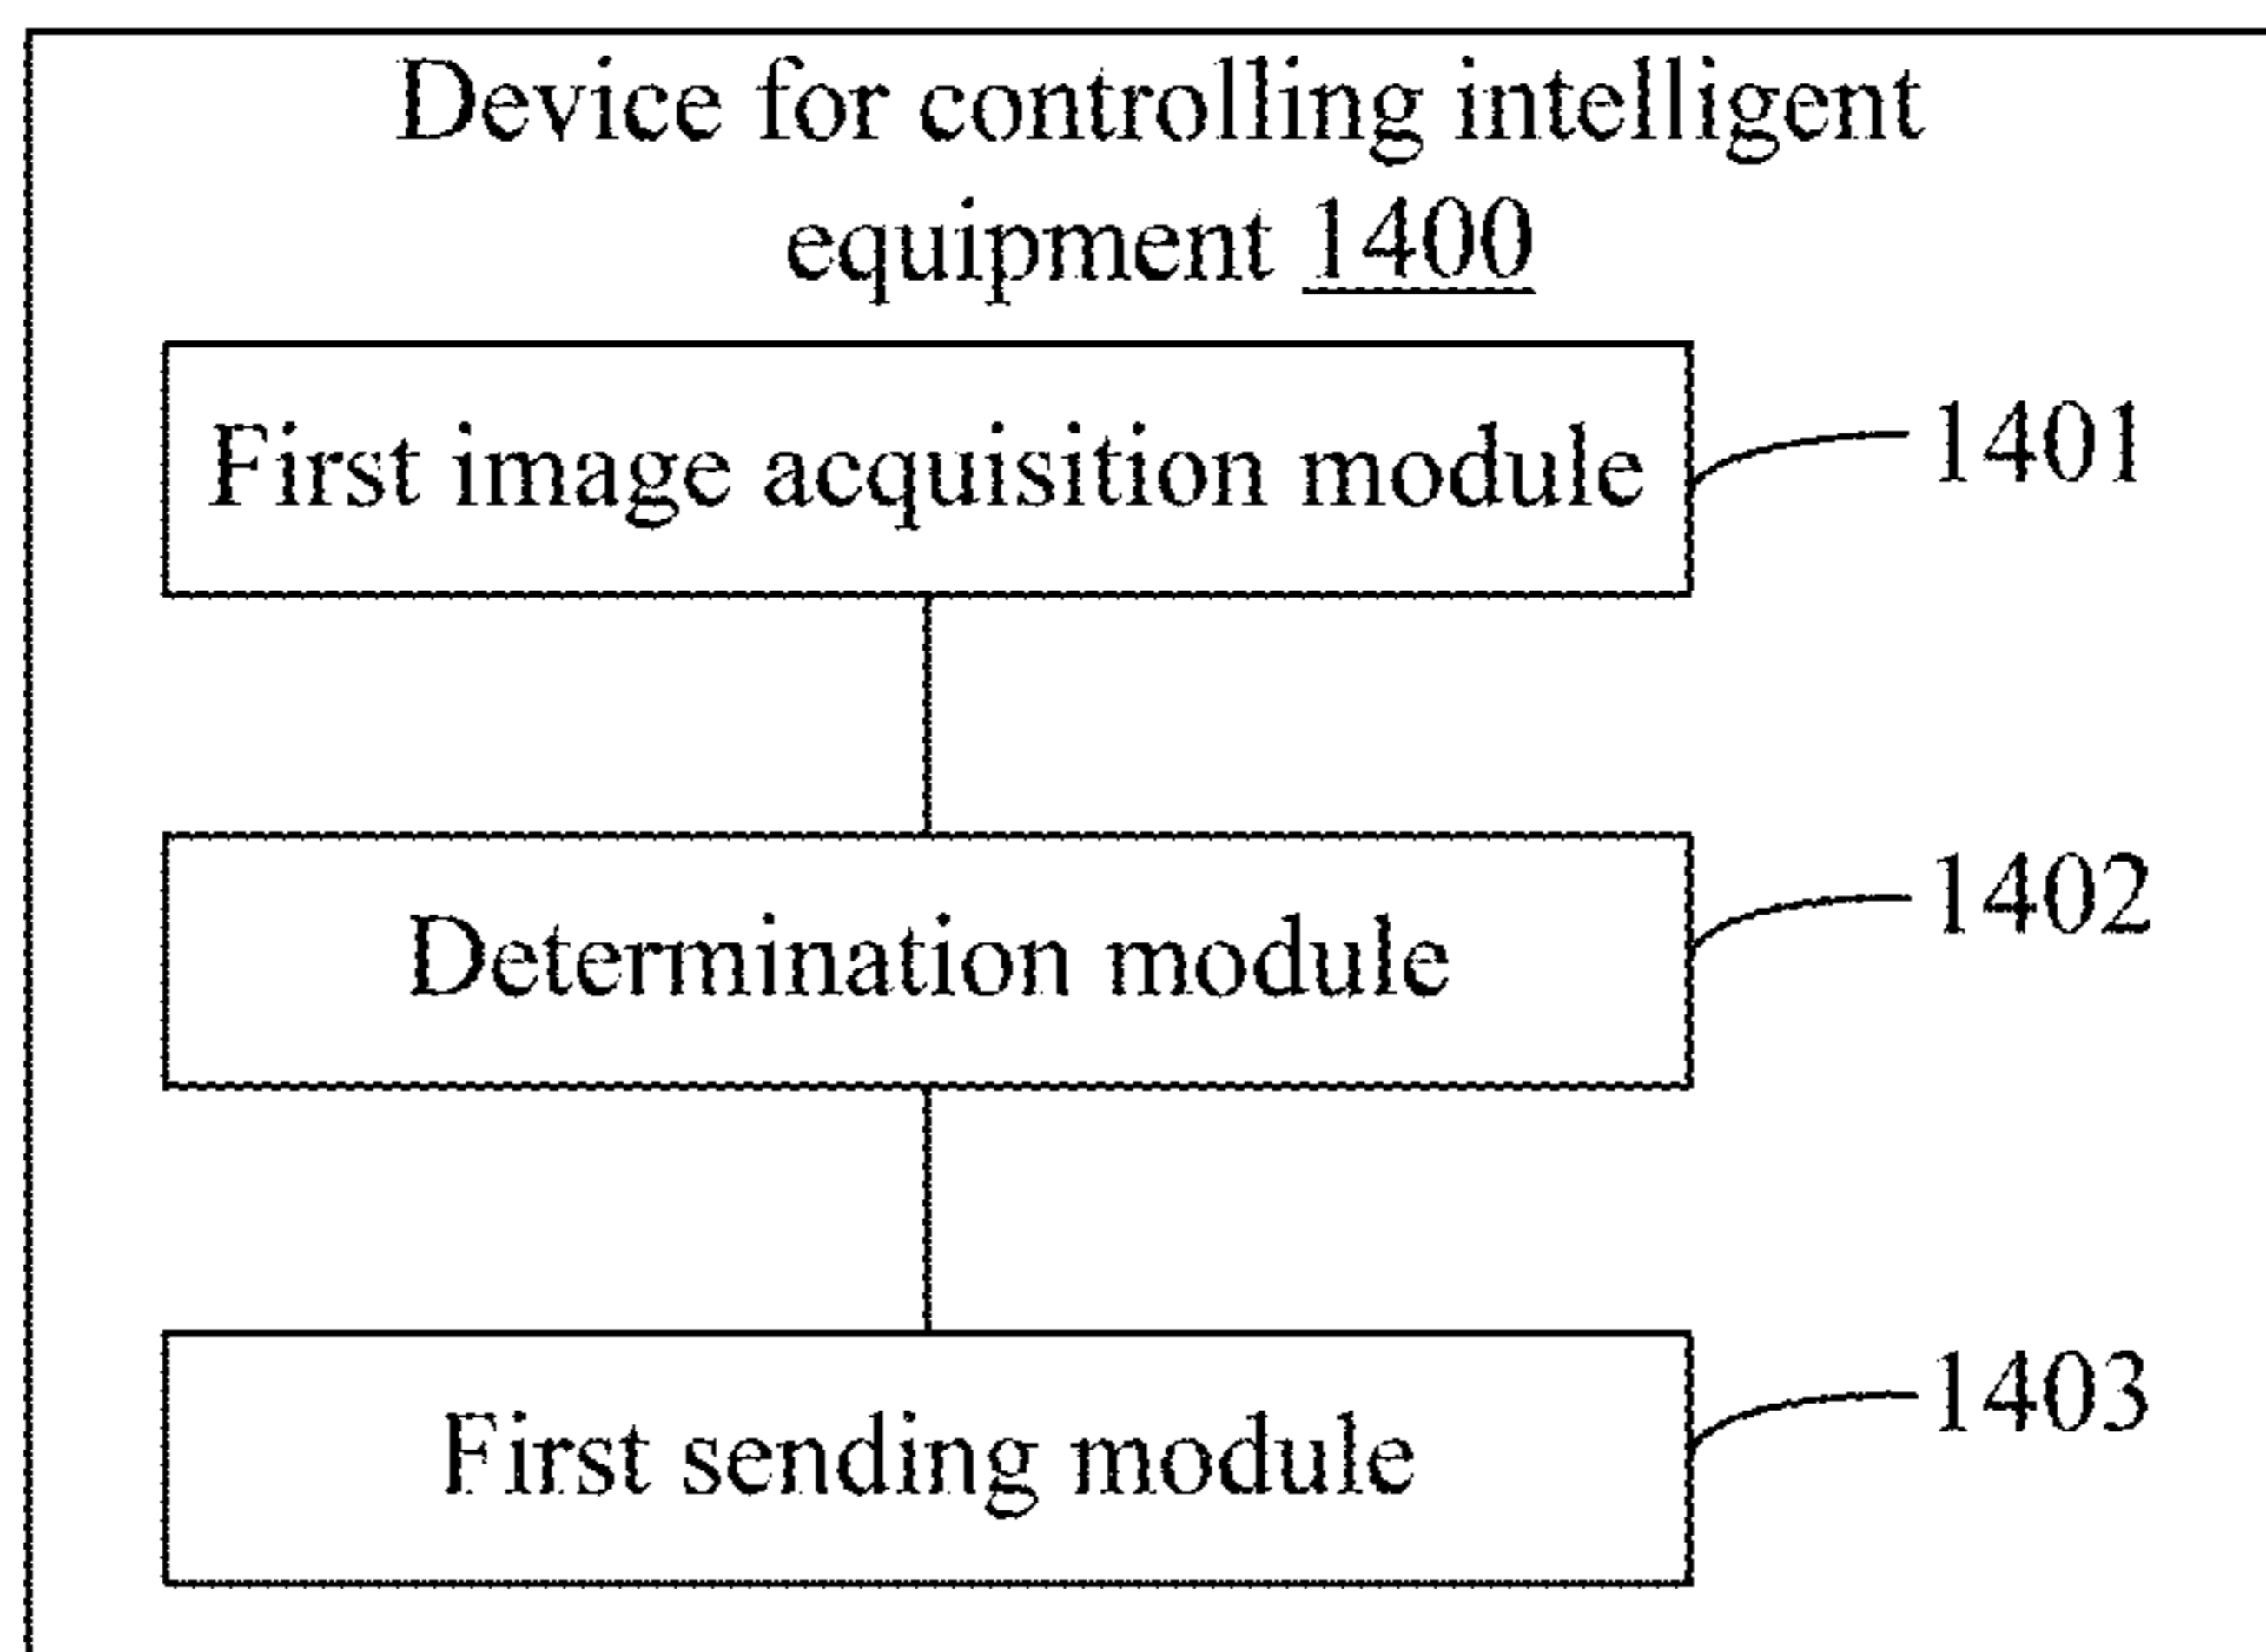 Device for controlling intelligent
equipment 1400
First image acquisition module
1401
Determination module
1402
First sending module
1403